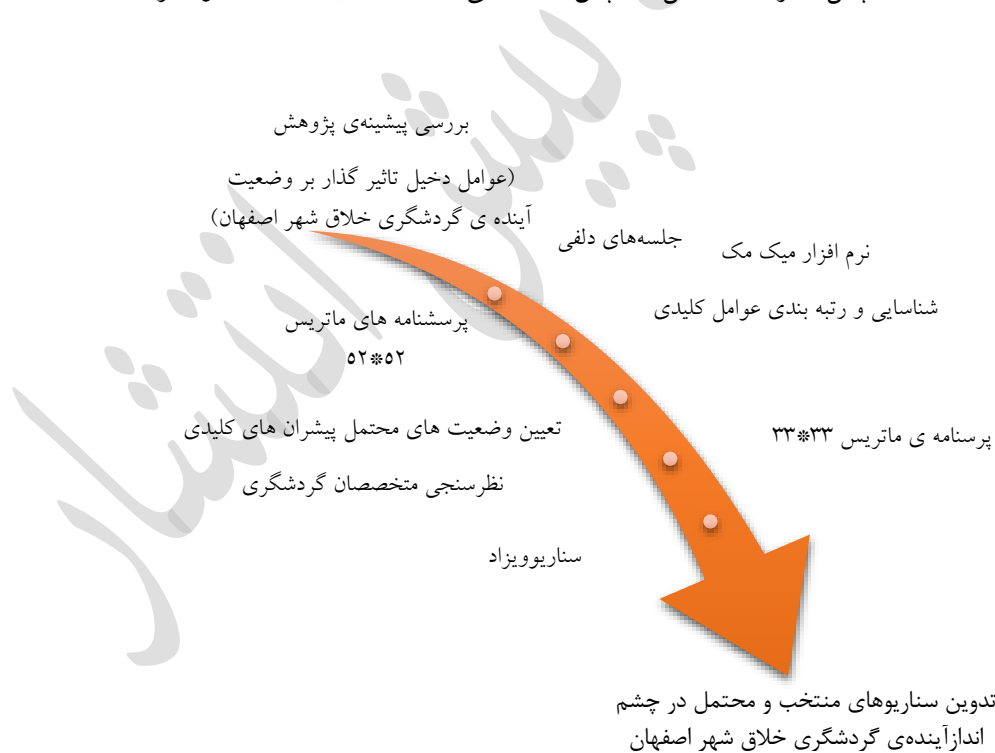 بررسی پیشینه‌ی پژوهش
(عوامل دخیل تاثیر گذار بر وضعیت
آینده ی گردشگری خلاق شهر اصفهان)
جلسه‌های دلفی
نرم افزار میک مک
شناسایی و رتبه بندی عوامل کلیدی
پرسشنامه های ماتریس
۵۲*۵۲
تعیین وضعیت های محتمل پیشران های کلیدی
نظرسنجی متخصصان گردشگری
پرسنامه ی ماتریس ۳۳*۳۳
سناریوویزاد
تدوین سناریوهای منتخب و محتمل در چشم
اندازآینده‌ی گردشگری خلاق شهر اصفهان